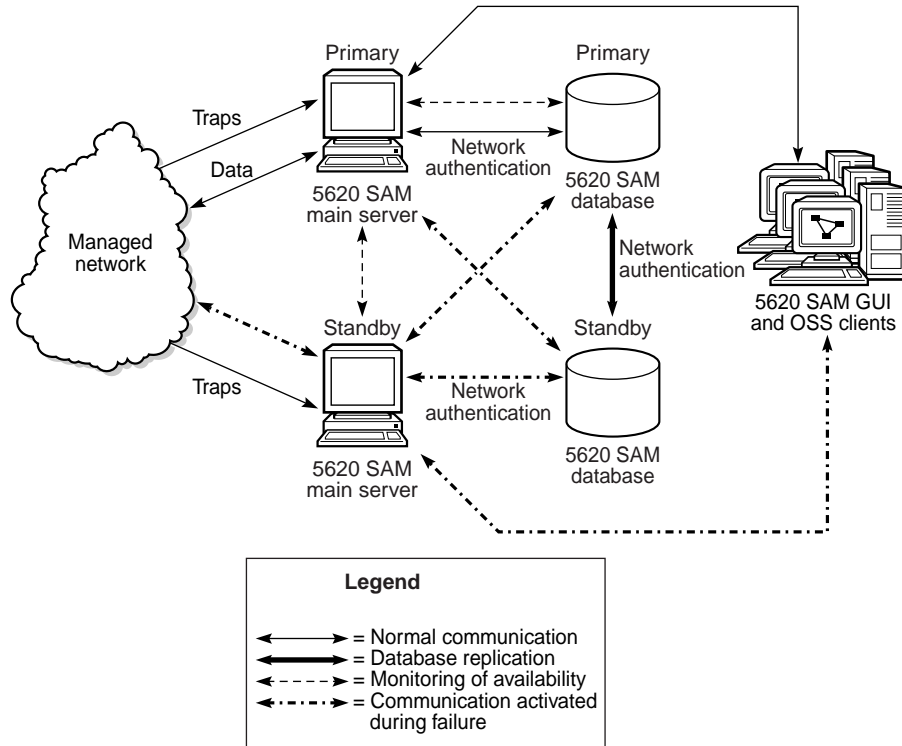 Primary
Primary
Traps
Data
Network
authentication
5620 SAM
main server
5620 SAM
database
Managed
network
Network
authentication
5620 SAM GUI
and OSS clients
Standby
Standby
Traps
Network
authentication
5620 SAM
main server
5620 SAM
database
Legend
= Normal communication
= Database replication
= Monitoring of availability
= Communication activated
during failure